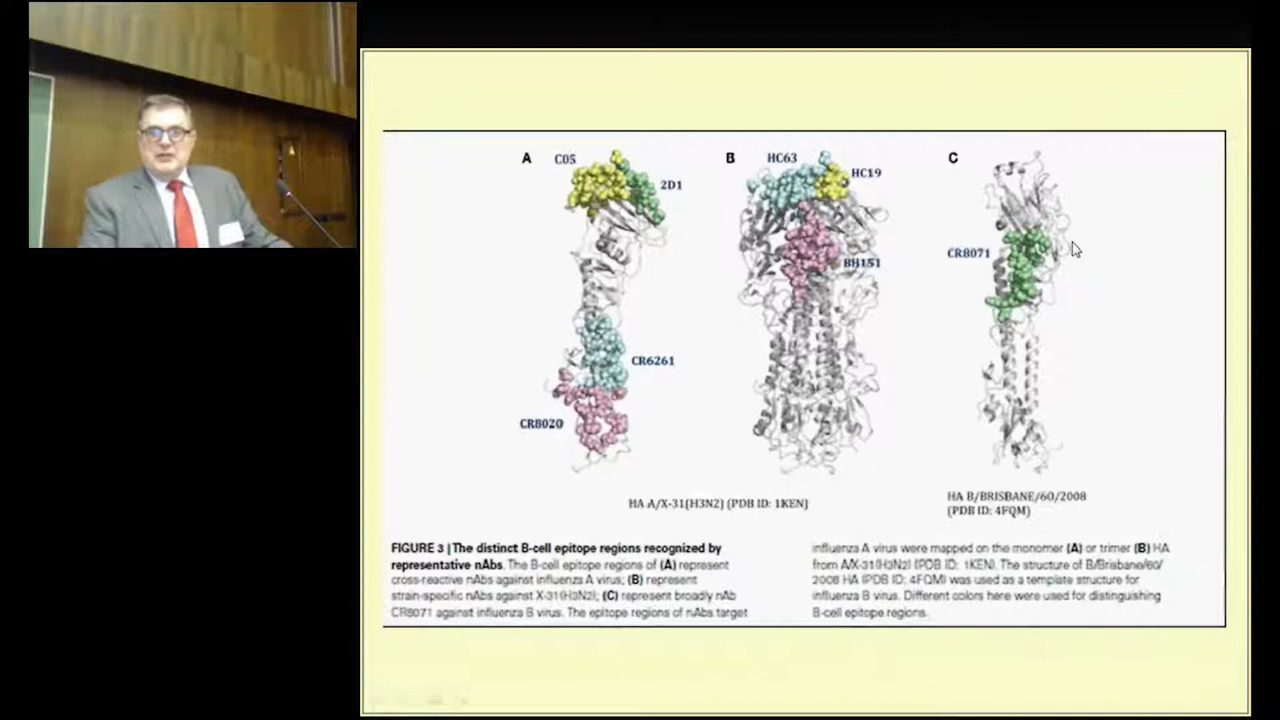 A
C05
2D1
CR6261
CR8020
B
HC63
HC19
BH151
C
CR8071
HA A/X-31(H3N2) (PDB ID: 1KEN)
HA B/BRISBANE/60/2008
(PDB ID: 4FQM)
FIGURE 3 | The distinct B-cell epitope regions recognized by
representative nAbs. The B-cell epitope regions of (A) represent
cross-reactive nAbs against influenza A virus; (B) represent
strain-specific nAbs against X-31(H3N2); (C) represent broadly nAb
CR8071 against influenza B virus. The epitope regions of nAbs target
influenza A virus were mapped on the monomer (A) or trimer (B) HA
from A/X-31(H3N2) (PDB ID: 1KEN). The structure of B/Brisbane/60/
2008 HA (PDB ID: 4FQM) was used as a template structure for
influenza B virus. Different colors here were used for distinguishing
B-cell epitope regions.